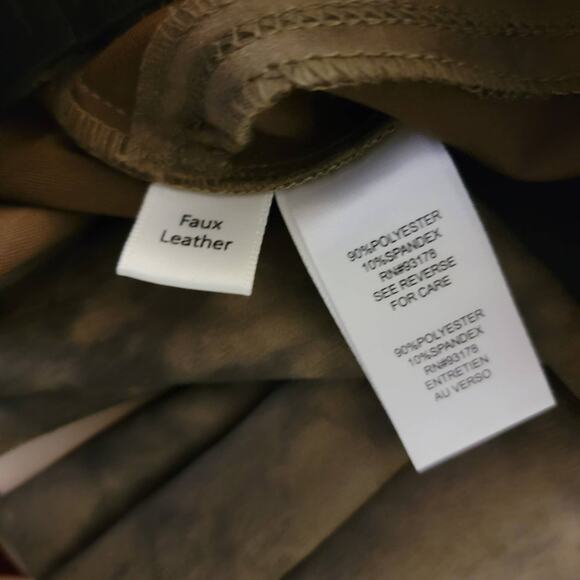 Faux
Leather
90%POLYESTER
10%SPANDEX
RN#93178
SEE REVERSE
FOR CARE
90%POLYESTER
10%SPANDEX
RN#93178
ENTRETIEN
AU VERSO